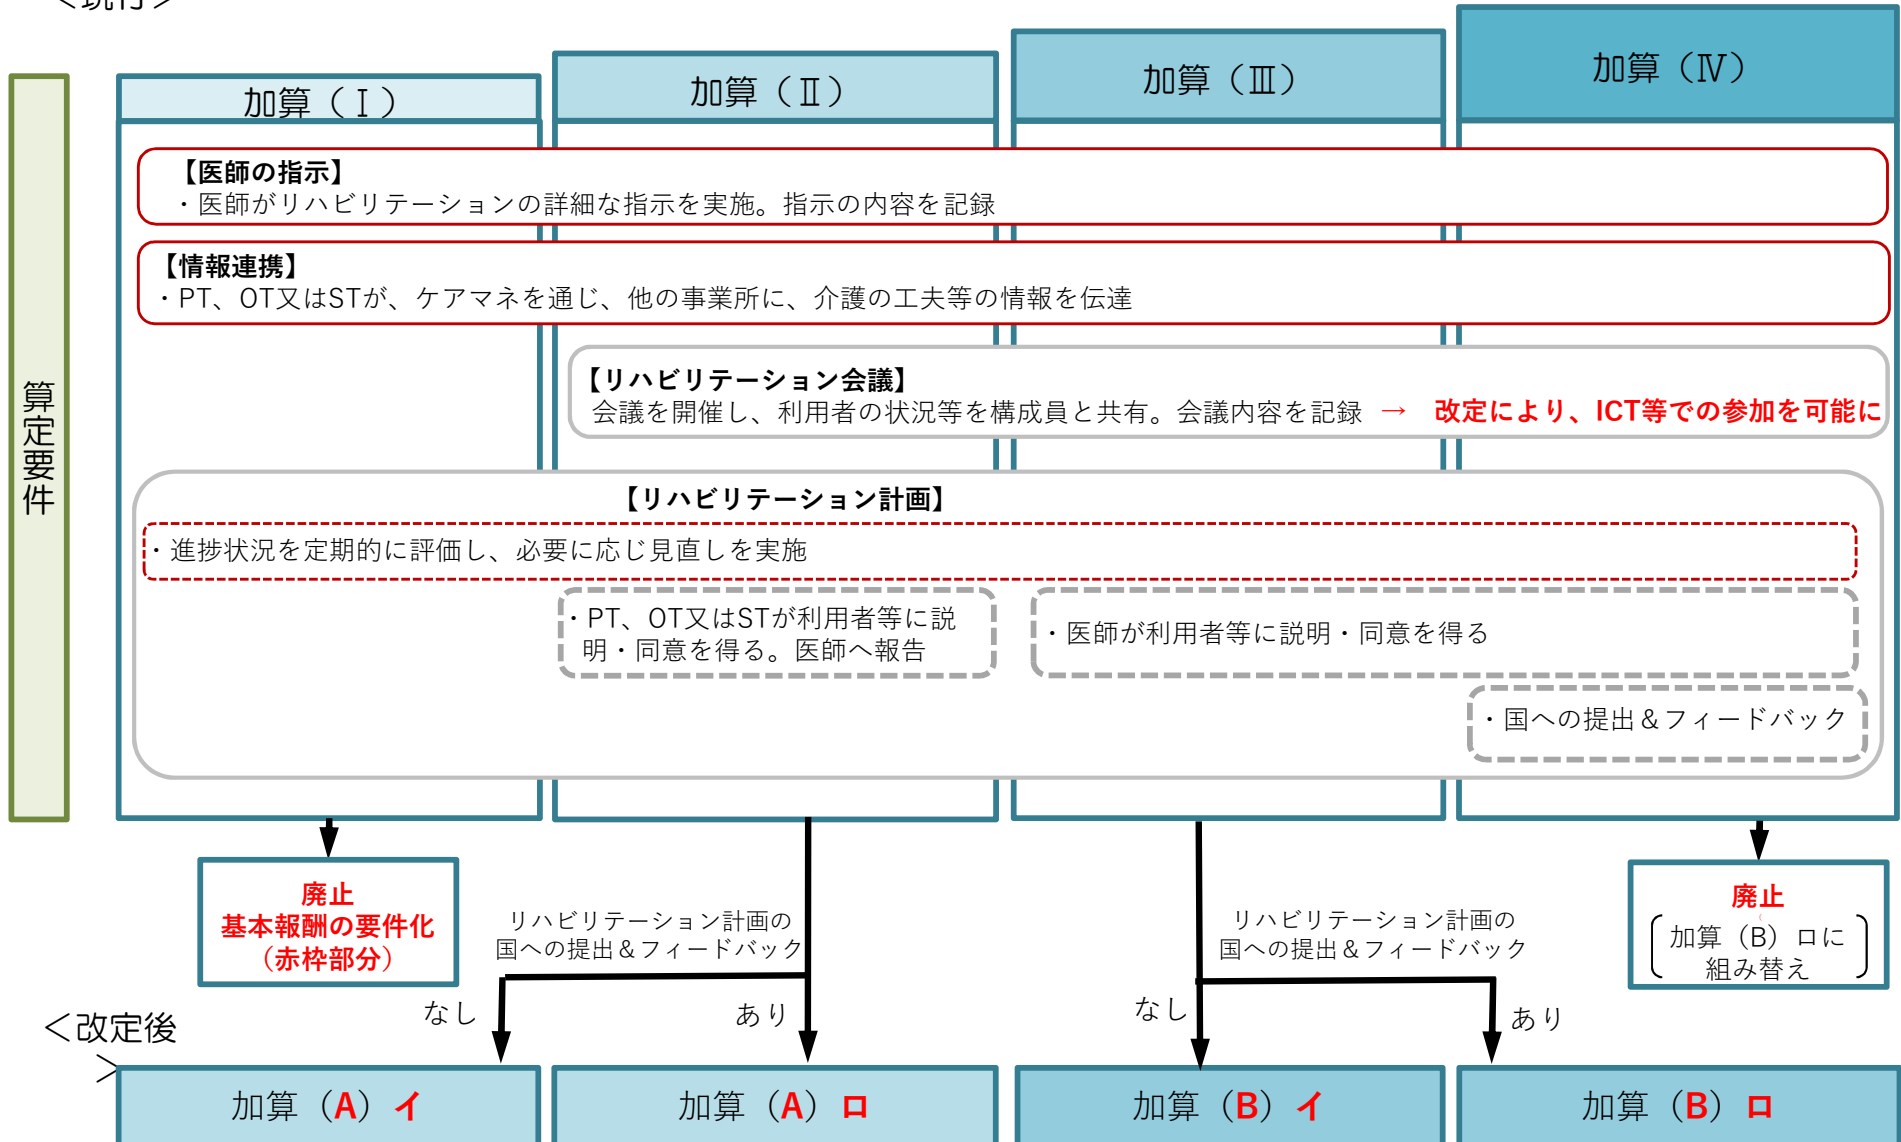 ＜現行＞
加算（Ⅰ）
加算（Ⅱ）
加算（Ⅲ）
加算（Ⅳ）
算定要件
【医師の指示】
・医師がリハビリテーションの詳細な指示を実施。指示の内容を記録
【情報連携】
・PT、OT又はSTが、ケアマネを通じ、他の事業所に、介護の工夫等の情報を伝達
【リハビリテーション会議】
会議を開催し、利用者の状況等を構成員と共有。会議内容を記録 → 改定により、ICT等での参加を可能に
【リハビリテーション計画】
・進捗状況を定期的に評価し、必要に応じ見直しを実施
・PT、OT又はSTが利用者等に説
明・同意を得る。医師へ報告
・医師が利用者等に説明・同意を得る
・国への提出＆フィードバック
廃止
基本報酬の要件化
（赤枠部分）
リハビリテーション計画の
国への提出＆フィードバック
なし
あり
リハビリテーション計画の
国への提出＆フィードバック
なし
あり
廃止
加算（B）ロに
組み替え
＜改定後
＞
加算（A）イ
加算（A）ロ
加算（B）イ
加算（B）ロ